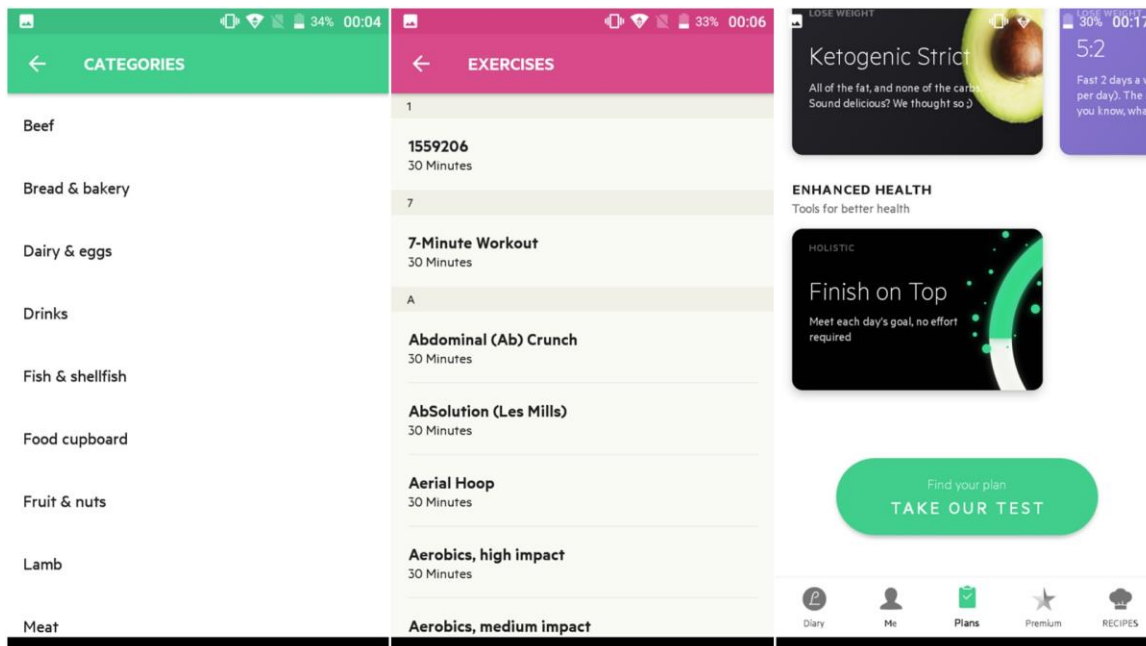 34% 00:04
CATEGORIES
Beef
Bread & bakery
Dairy & eggs
Drinks
Fish & shellfish
Food cupboard
Fruit & nuts
Lamb
Meat
33% 00:06
EXERCISES
1
1559206
30 Minutes
7
7-Minute Workout
30 Minutes
A
Abdominal (Ab) Crunch
30 Minutes
AbSolution (Les Mills)
30 Minutes
Aerial Hoop
30 Minutes
Aerobics, high impact
30 Minutes
Aerobics, medium impact
30% 00:17
LOSE WEIGHT
Ketogenic Strict
All of the fat, and none of the carbs.
Sound delicious? We thought so ;)
LOSE WEIGHT
5:2
Fast 2 days a
per day). The
you know,
ENHANCED HEALTH
Tools for better health
HOLISTIC
Finish on Top
Meet each day's goal, no effort
required
Find your plan
TAKE OUR TEST
Diary
Me
Plans
Premium
RECIPES